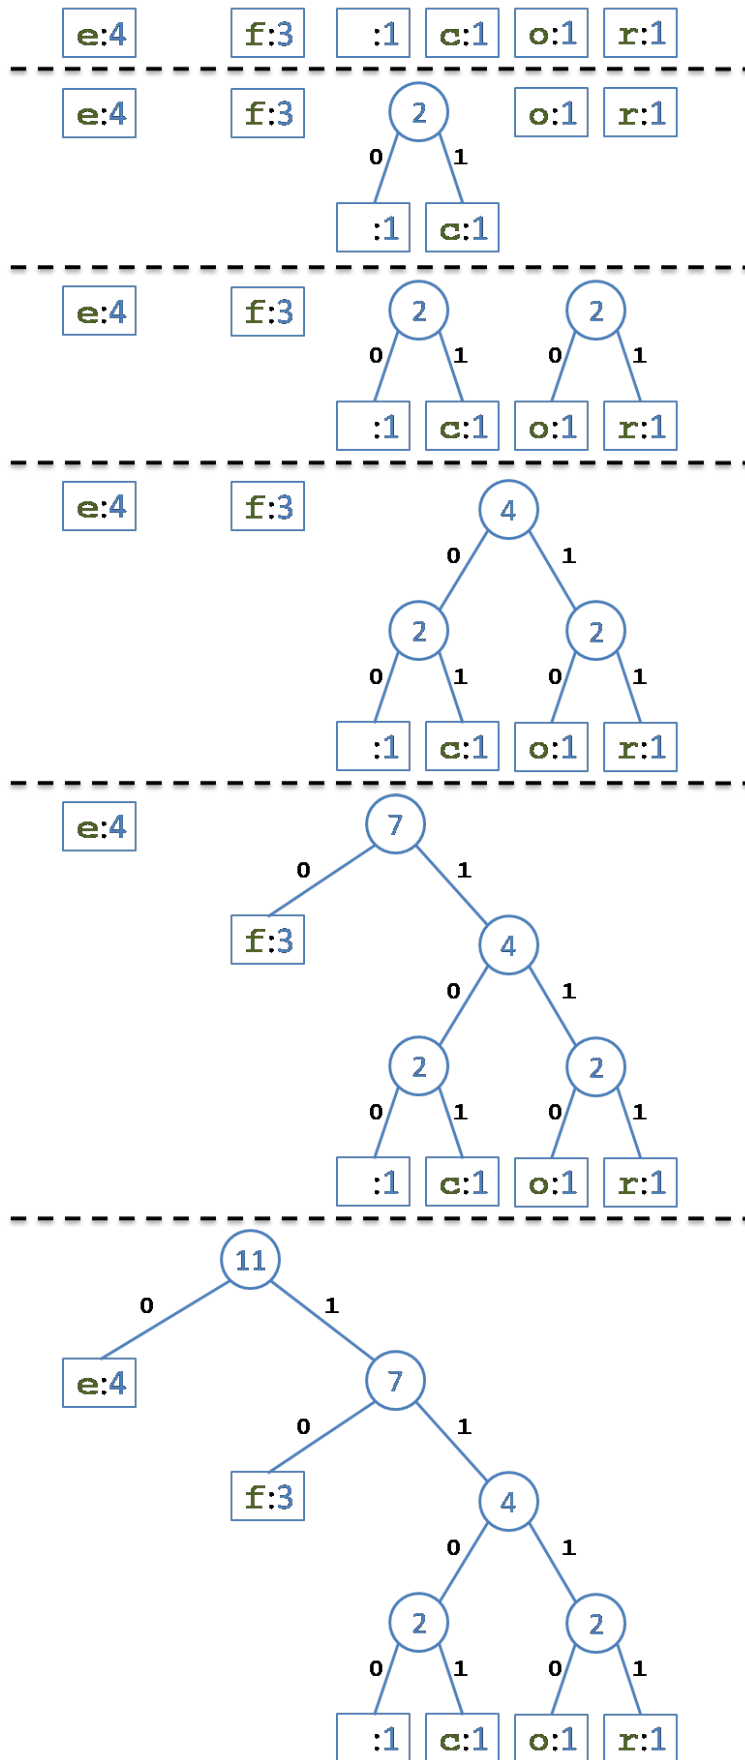 e:4 f:3 :1 c:1 o:1 r:1
e:4 f:3 2 o:1 r:1
0 1
:1 c:1
e:4 f:3 2 2
0 1 0 1
:1 c:1 o:1 r:1
e:4 f:3 4
0 1
2 2
0 1 0 1
:1 c:1 o:1 r:1
e:4 7
0 1
f:3 4
0 1
2 2
0 1 0 1
:1 c:1 o:1 r:1
11
0 1
e:4 7
0 1
f:3 4
0 1
2 2
0 1 0 1
:1 c:1 o:1 r:1